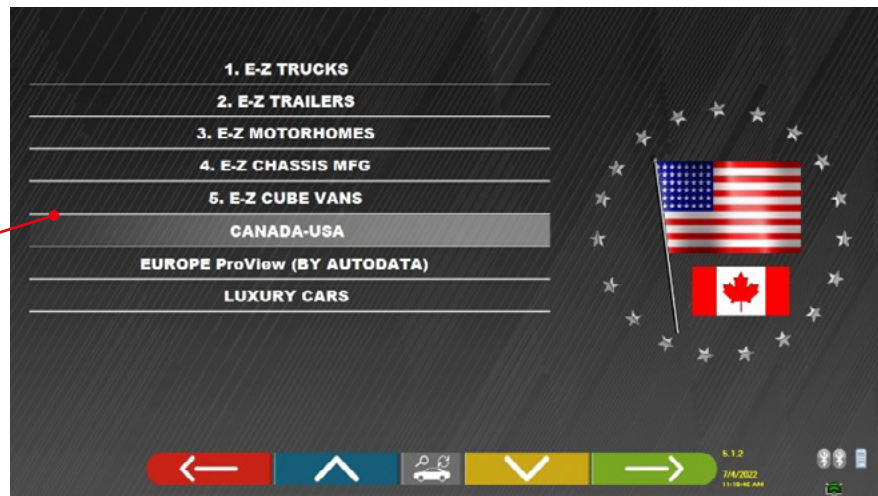 1. E-Z TRUCKS
2. E-Z TRAILERS
3. E-Z MOTORHOMES
4. E-Z CHASSIS MFG
5. E-Z CUBE VANS
CANADA-USA
EUROPE ProView (BY AUTODATA)
LUXURY CARS
5.1.2
7/4/2022